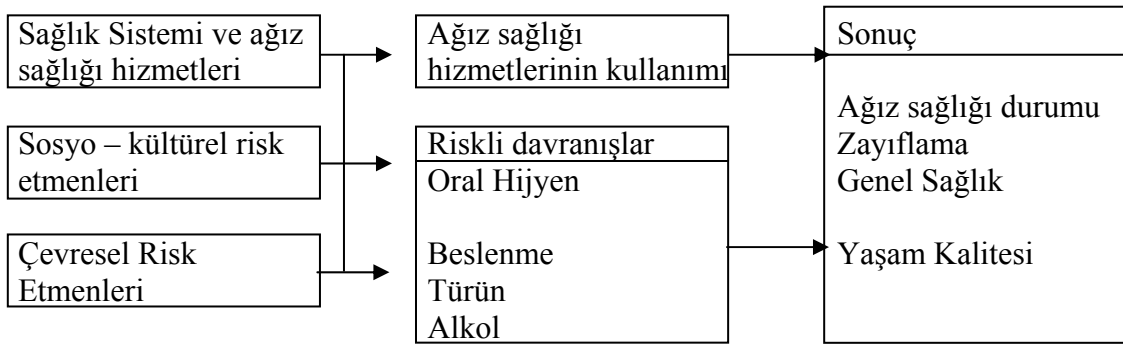 Sağlık Sistemi ve ağız
sağlığı hizmetleri
Sosyo – kültürel risk
etmenleri
Çevresel Risk
Etmenleri
Ağız sağlığı
hizmetlerinin kullanımı
Riskli davranışlar
Oral Hijyen
Beslenme
Türün
Alkol
Sonuç
Ağız sağlığı durumu
Zayıflama
Genel Sağlık
Yaşam Kalitesi